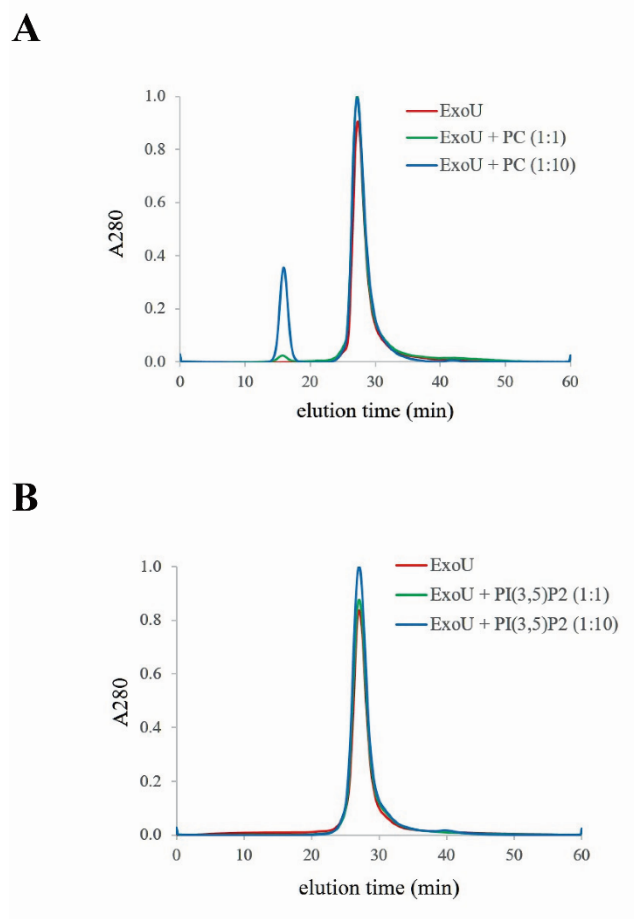 A
1.0
0.8
0.6
0.4
0.2
0.0
A280
0 10 20 30 40 50 60
elution time (min)
ExoU
ExoU + PC (1:1)
ExoU + PC (1:10)
B
1.0
0.8
0.6
0.4
0.2
0.0
A280
0 10 20 30 40 50 60
elution time (min)
ExoU
ExoU + PI(3,5)P2 (1:1)
ExoU + PI(3,5)P2 (1:10)